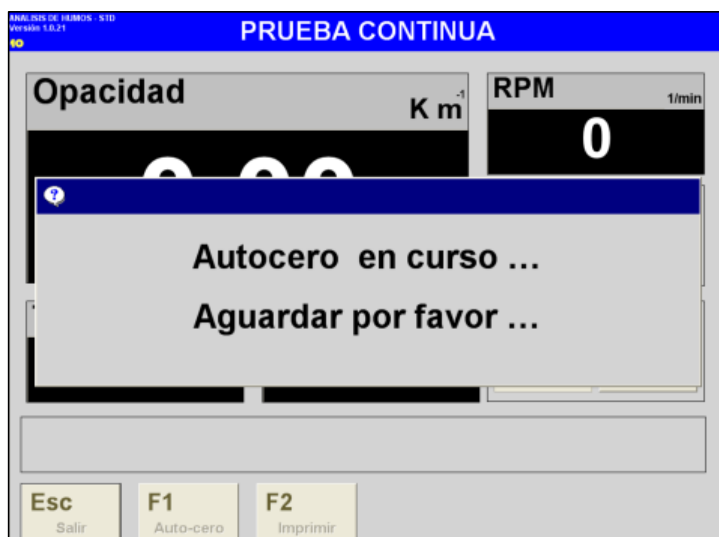 ANALISIS DE HUMOS - STD
Versión 1.0.21
PRUEBA CONTINUA
Opacidad
K m-1
RPM
1/min
0
Autocero en curso ...
Aguardar por favor ...
Esc
Salir
F1
Auto-cero
F2
Imprimir